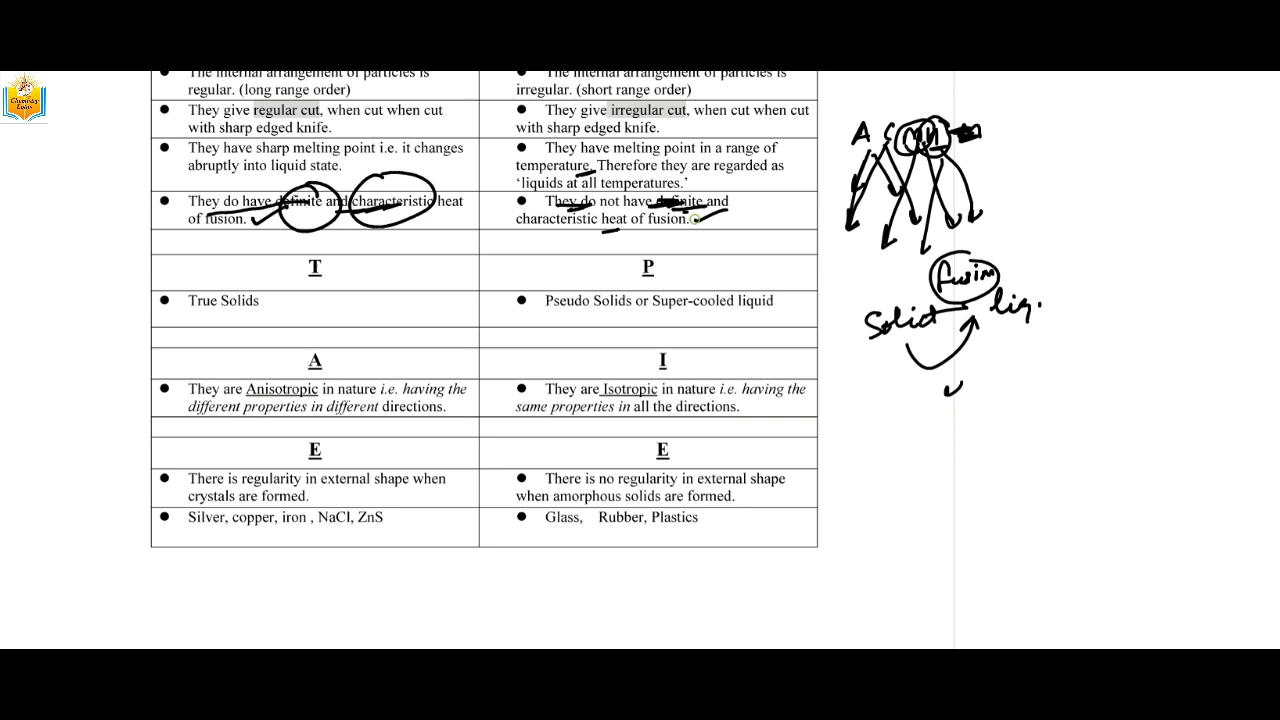 The internal arrangement of particles is
regular. (long range order)
The internal arrangement of particles is
irregular. (short range order)
They give regular cut, when cut when cut
with sharp edged knife.
They give irregular cut, when cut when cut
with sharp edged knife.
They have sharp melting point i.e. it changes
abruptly into liquid state.
They have melting point in a range of
temperature. Therefore they are regarded as
‘liquids at all temperatures.’
They do have definite and characteristic heat
of fusion.
They do not have definite and
characteristic heat of fusion.
T
P
True Solids
Pseudo Solids or Super-cooled liquid
A
I
They are Anisotropic in nature i.e. having the
different properties in different directions.
They are Isotropic in nature i.e. having the
same properties in all the directions.
E
E
There is regularity in external shape when
crystals are formed.
There is no regularity in external shape
when amorphous solids are formed.
Silver, copper, iron , NaCl, ZnS
Glass, Rubber, Plastics
A C M
fusion
Solid liq.
Chemistry